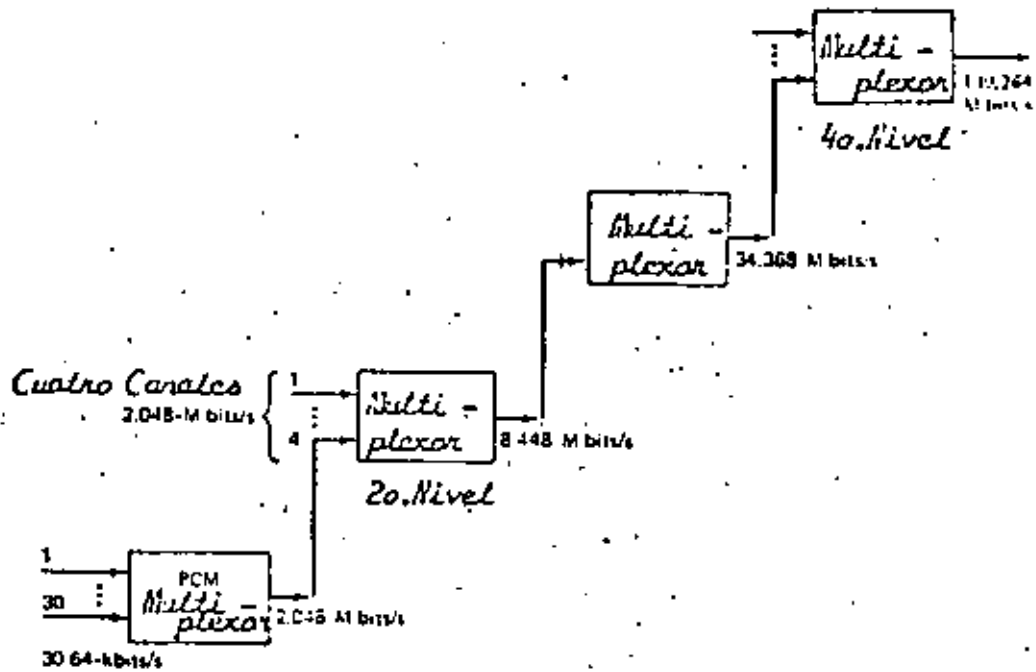 Multi -
plexor
M bits/s
4o. Nivel
Multi -
plexor
34.368 M bits/s
Cuatro Canales
2.048-M bits/s
1
4
Multi -
plexor
8.448 M bits/s
2o. Nivel
1
30
PCM
Multi -
plexor
2.048 M bits/s
30 64-kbits/s